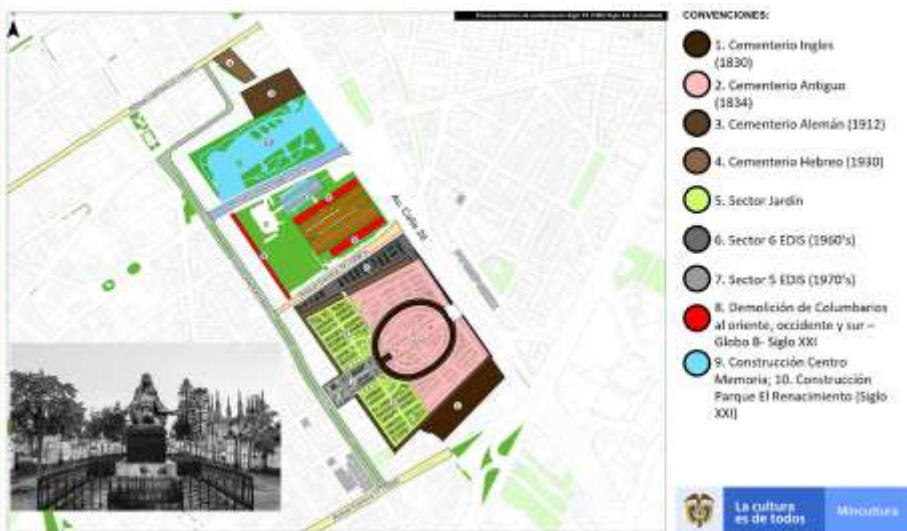 CONVENCIONES:
1. Cementerio Ingles
(1830)
2. Cementerio Antiguo
(1834)
3. Cementerio Alemán (1912)
4. Cementerio Hebreo (1930)
5. Sector Jardín
6. Sector 6 EDIS (1960's)
7. Sector 5 EDIS (1970's)
8. Demolición de Columbarios
al oriente, occidente y sur –
Globo B- Siglo XXI
9. Construcción Centro
Memoria; 10. Construcción
Parque El Renacimiento (Siglo
XXI)
Av. Calle 26
La cultura
es de todos
Mincultura